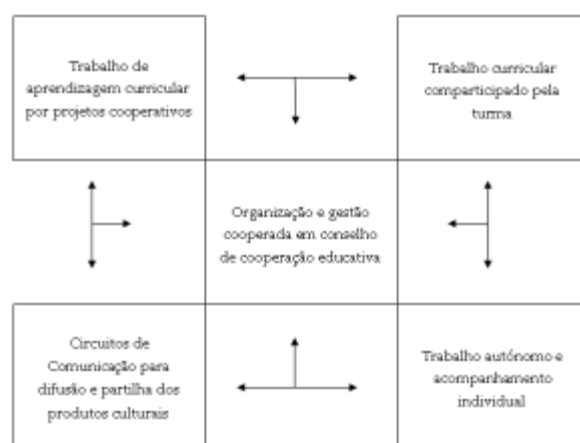 Trabalho de
aprendizagem curricular
por projetos cooperativos
Trabalho curricular
comparticipado pela
turma
Organização e gestão
cooperada em conselho
de cooperação educativa
Circuitos de
Comunicação para
difusão e partilha dos
produtos culturais
Trabalho autónomo e
acompanhamento
individual